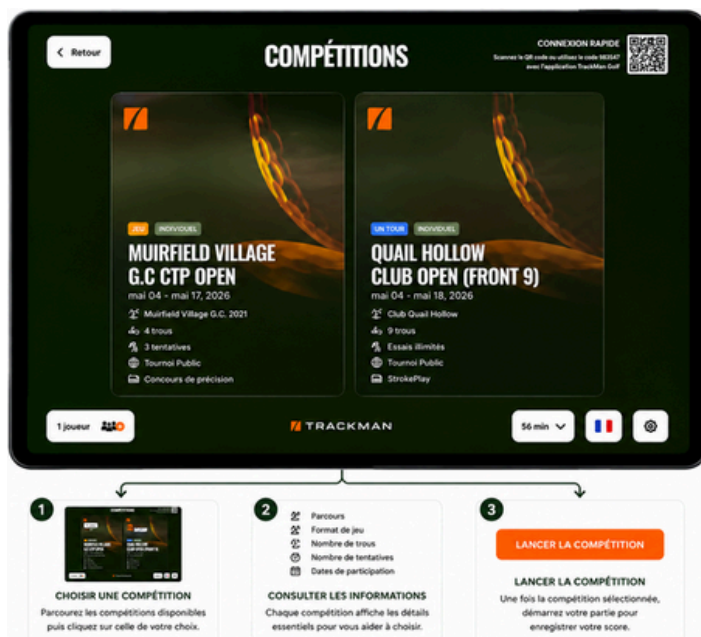 Retour
COMPÉTITIONS
CONNEXION RAPIDE
Scannez le QR code ou utilisez le code 983547
avec l'application TrackMan Golf
JEU INDIVIDUEL
MUIRFIELD VILLAGE
G.C CTP OPEN
mai 04 - mai 17, 2026
Muirfield Village G.C. 2021
4 trous
3 tentatives
Tournoi Public
Concours de précision
UN TOUR INDIVIDUEL
QUAIL HOLLOW
CLUB OPEN (FRONT 9)
mai 04 - mai 18, 2026
Club Quail Hollow
9 trous
Essais illimités
Tournoi Public
StrokePlay
1 joueur
TRACKMAN
56 min
1
COMPÉTITIONS
CHOISIR UNE COMPÉTITION
Parcourez les compétitions disponibles
puis cliquez sur celle de votre choix.
2
Parcours
Format de jeu
Nombre de trous
Nombre de tentatives
Dates de participation
CONSULTER LES INFORMATIONS
Chaque compétition affiche les détails
essentiels pour vous aider à choisir.
3
LANCER LA COMPÉTITION
LANCER LA COMPÉTITION
Une fois la compétition sélectionnée,
démarrez votre partie pour
enregistrer votre score.